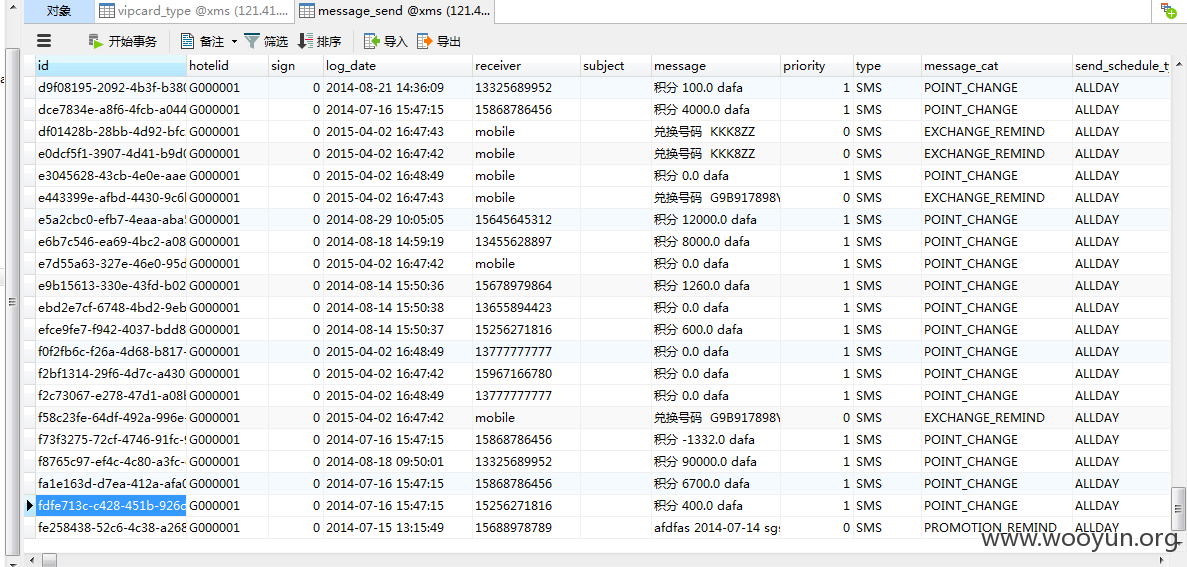 对象 vipcard_type @xms (121.41.... message_send @xms (121.4...
开始事务 备注 筛选 排序 导入 导出
id hotelid sign log_date receiver subject message priority type message_cat send_schedule_ty
d9f08195-2092-4b3f-b380 G000001 0 2014-08-21 14:36:09 13325689952 积分 100.0 dafa 1 SMS POINT_CHANGE ALLDAY
dce7834e-a8f6-4fcb-a044 G000001 0 2014-07-16 15:47:15 15868786456 积分 4000.0 dafa 1 SMS POINT_CHANGE ALLDAY
df01428b-28bb-4d92-bfc G000001 0 2015-04-02 16:47:43 mobile 兑换号码 KKK8ZZ 0 SMS EXCHANGE_REMIND ALLDAY
e0dcf5f1-3907-4d41-b9d0 G000001 0 2015-04-02 16:47:42 mobile 兑换号码 KKK8ZZ 0 SMS EXCHANGE_REMIND ALLDAY
e3045628-43cb-4e0e-aae G000001 0 2015-04-02 16:48:49 mobile 积分 0.0 dafa 1 SMS POINT_CHANGE ALLDAY
e443399e-afbd-4430-9c6l G000001 0 2015-04-02 16:47:43 mobile 兑换号码 G9B917898Y 0 SMS EXCHANGE_REMIND ALLDAY
e5a2cbc0-efb7-4eaa-aba5 G000001 0 2014-08-29 10:05:05 15645645312 积分 12000.0 dafa 1 SMS POINT_CHANGE ALLDAY
e6b7c546-ea69-4bc2-a08 G000001 0 2014-08-18 14:59:19 13455628897 积分 8000.0 dafa 1 SMS POINT_CHANGE ALLDAY
e7d55a63-327e-46e0-95d G000001 0 2015-04-02 16:47:42 mobile 积分 0.0 dafa 1 SMS POINT_CHANGE ALLDAY
e9b15613-330e-43fd-b02 G000001 0 2014-08-14 15:50:36 15678979864 积分 1260.0 dafa 1 SMS POINT_CHANGE ALLDAY
ebd2e7cf-6748-4bd2-9eb G000001 0 2014-08-14 15:50:38 13655894423 积分 0.0 dafa 1 SMS POINT_CHANGE ALLDAY
efce9fe7-f942-4037-bdd8 G000001 0 2014-08-14 15:50:37 15256271816 积分 600.0 dafa 1 SMS POINT_CHANGE ALLDAY
f0f2fb6c-f26a-4d68-b817- G000001 0 2015-04-02 16:48:49 13777777777 积分 0.0 dafa 1 SMS POINT_CHANGE ALLDAY
f2bf1314-29f6-4d7c-a430 G000001 0 2015-04-02 16:47:42 15967166780 积分 0.0 dafa 1 SMS POINT_CHANGE ALLDAY
f2c73067-e278-47d1-a08l G000001 0 2015-04-02 16:48:49 13777777777 积分 0.0 dafa 1 SMS POINT_CHANGE ALLDAY
f58c23fe-64df-492a-996e- G000001 0 2015-04-02 16:47:42 mobile 兑换号码 G9B917898Y 0 SMS EXCHANGE_REMIND ALLDAY
f73f3275-72cf-4746-91fc-9 G000001 0 2014-07-16 15:47:15 15868786456 积分 -1332.0 dafa 1 SMS POINT_CHANGE ALLDAY
f8765c97-ef4c-4c80-a3fc- G000001 0 2014-08-18 09:50:01 13325689952 积分 90000.0 dafa 1 SMS POINT_CHANGE ALLDAY
fa1e163d-d7ea-412a-afa0 G000001 0 2014-07-16 15:47:15 15868786456 积分 6700.0 dafa 1 SMS POINT_CHANGE ALLDAY
fdfe713c-c428-451b-926c G000001 0 2014-07-16 15:47:15 15256271816 积分 400.0 dafa 1 SMS POINT_CHANGE ALLDAY
fe258438-52c6-4c38-a268 G000001 0 2014-07-15 13:15:49 15688978789 afdfas 2014-07-14 sgs 0 SMS PROMOTION_REMIND ALLDAY
www.wooyun.org